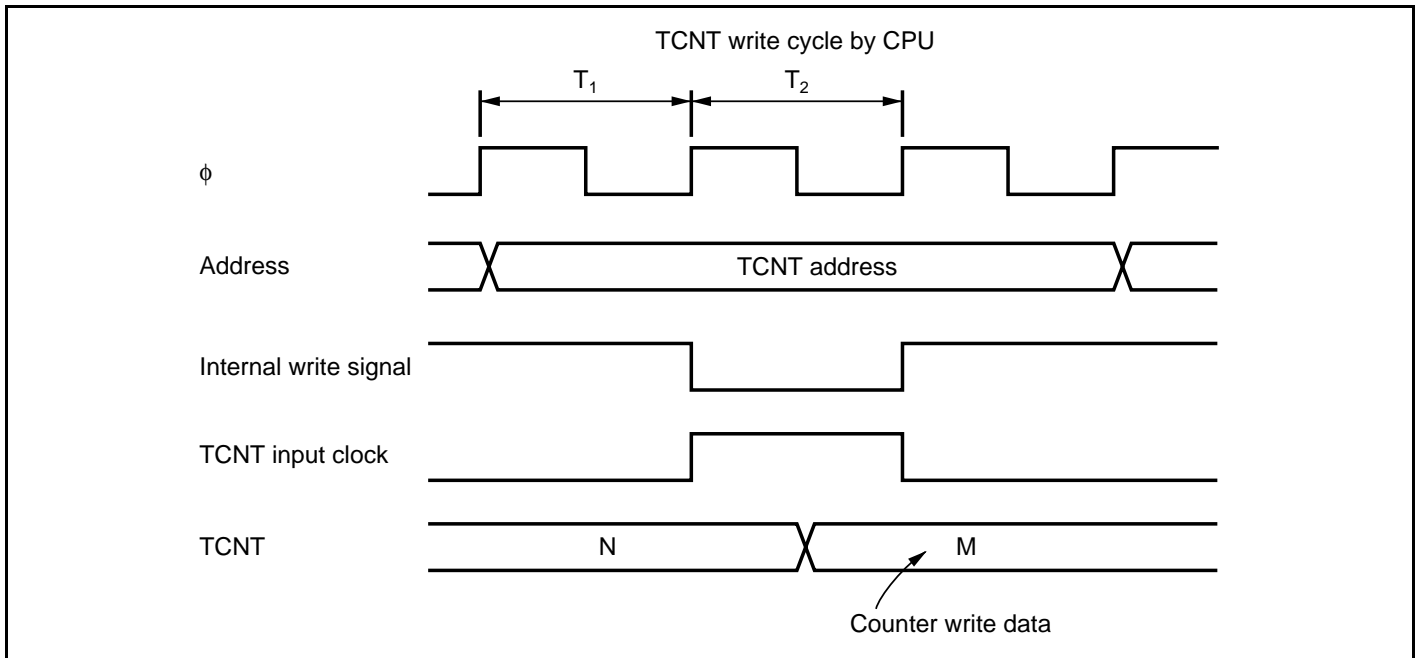 TCNT write cycle by CPU
T1 T2
ϕ
Address TCNT address
Internal write signal
TCNT input clock
TCNT N M
Counter write data